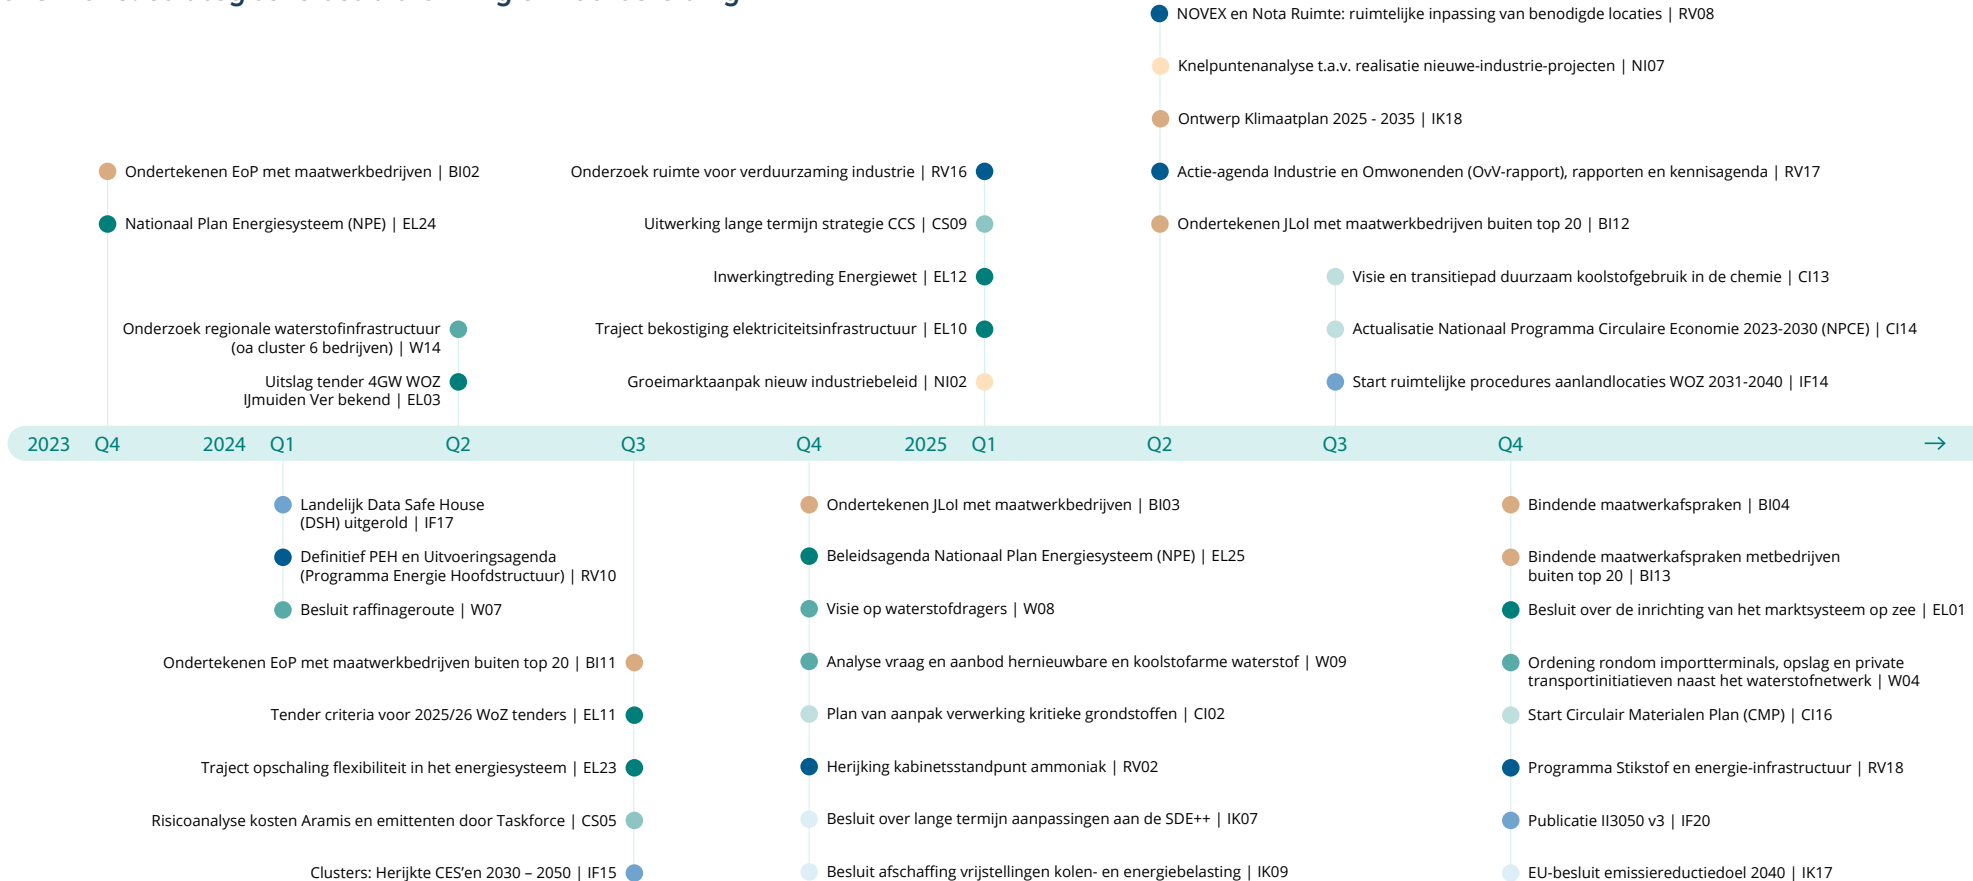 NOVEX en Nota Ruimte: ruimtelijke inpassing van benodigde locaties | RV08
Knelpuntenanalyse t.a.v. realisatie nieuwe-industrie-projecten | NI07
Ontwerp Klimaatplan 2025 - 2035 | IK18
Ondertekenen EoP met maatwerkbedrijven | BI02
Onderzoek ruimte voor verduurzaming industrie | RV16
Actie-agenda Industrie en Omwonenden (OvV-rapport), rapporten en kennisagenda | RV17
Nationaal Plan Energiesysteem (NPE) | EL24
Uitwerking lange termijn strategie CCS | CS09
Ondertekenen JLoI met maatwerkbedrijven buiten top 20 | BI12
Inwerkingtreding Energiewet | EL12
Visie en transitiepad duurzaam koolstofgebruik in de chemie | CI13
Onderzoek regionale waterstofinfrastructuur
(oa cluster 6 bedrijven) | W14
Traject bekostiging elektriciteitsinfrastructuur | EL10
Actualisatie Nationaal Programma Circulaire Economie 2023-2030 (NPCE) | CI14
Uitslag tender 4GW WOZ
IJmuiden Ver bekend | EL03
Groeimarktaanpak nieuw industriebeleid | NI02
Start ruimtelijke procedures aanlandlocaties WOZ 2031-2040 | IF14
2023 Q4 2024 Q1 Q2 Q3 Q4 2025 Q1 Q2 Q3 Q4 →
Landelijk Data Safe House
(DSH) uitgerold | IF17
Ondertekenen JLoI met maatwerkbedrijven | BI03
Bindende maatwerkafspraken | BI04
Definitief PEH en Uitvoeringsagenda
(Programma Energie Hoofdstructuur) | RV10
Beleidsagenda Nationaal Plan Energiesysteem (NPE) | EL25
Bindende maatwerkafspraken metbedrijven
buiten top 20 | BI13
Besluit raffinageroute | W07
Visie op waterstofdragers | W08
Besluit over de inrichting van het marktsysteem op zee | EL01
Ondertekenen EoP met maatwerkbedrijven buiten top 20 | BI11
Analyse vraag en aanbod hernieuwbare en koolstofarme waterstof | W09
Ordening rondom importterminals, opslag en private
transportinitiatieven naast het waterstofnetwerk | W04
Tender criteria voor 2025/26 WoZ tenders | EL11
Plan van aanpak verwerking kritieke grondstoffen | CI02
Start Circulair Materialen Plan (CMP) | CI16
Traject opschaling flexibiliteit in het energiesysteem | EL23
Herijking kabinetsstandpunt ammoniak | RV02
Programma Stikstof en energie-infrastructuur | RV18
Risicoanalyse kosten Aramis en emittenten door Taskforce | CS05
Besluit over lange termijn aanpassingen aan de SDE++ | IK07
Publicatie II3050 v3 | IF20
Clusters: Herijkte CES'en 2030 – 2050 | IF15
Besluit afschaffing vrijstellingen kolen- en energiebelasting | IK09
EU-besluit emissiereductiedoel 2040 | IK17